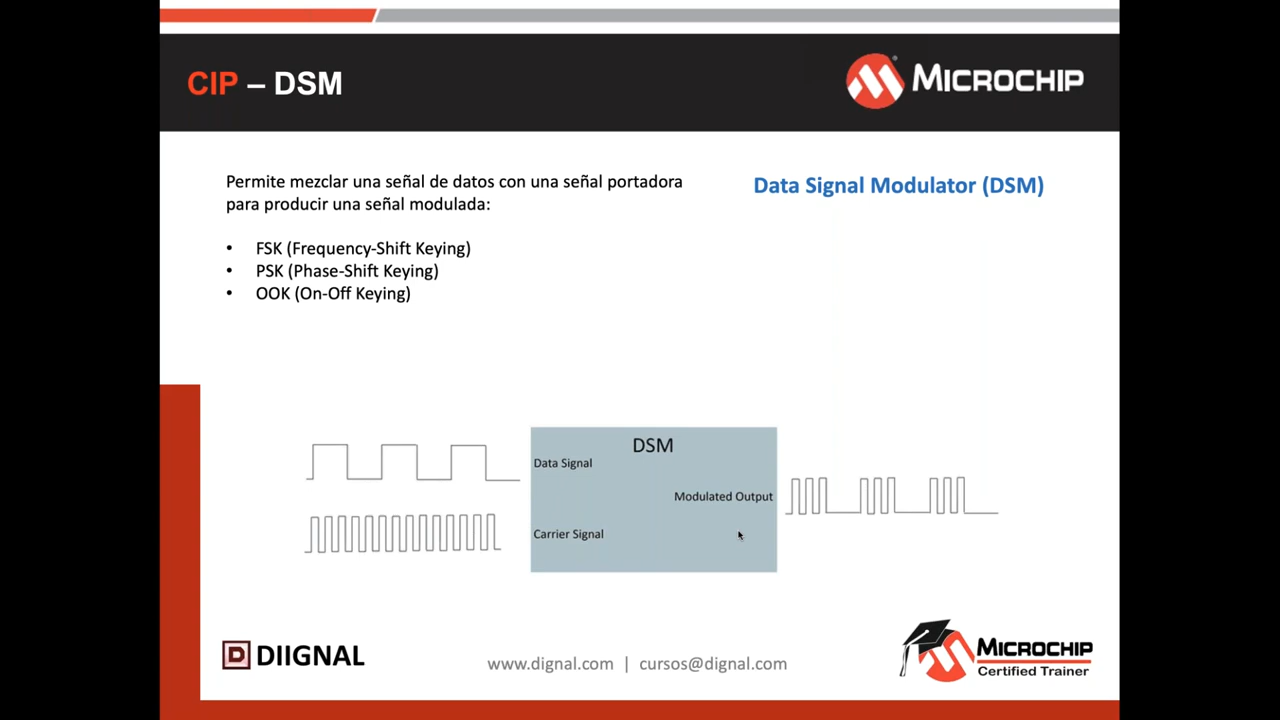 CIP – DSM
MICROCHIP
Permite mezclar una señal de datos con una señal portadora
para producir una señal modulada:
Data Signal Modulator (DSM)
• FSK (Frequency-Shift Keying)
• PSK (Phase-Shift Keying)
• OOK (On-Off Keying)
DSM
Data Signal
Modulated Output
Carrier Signal
D DIIGNAL
www.dignal.com | cursos@dignal.com
MICROCHIP
Certified Trainer